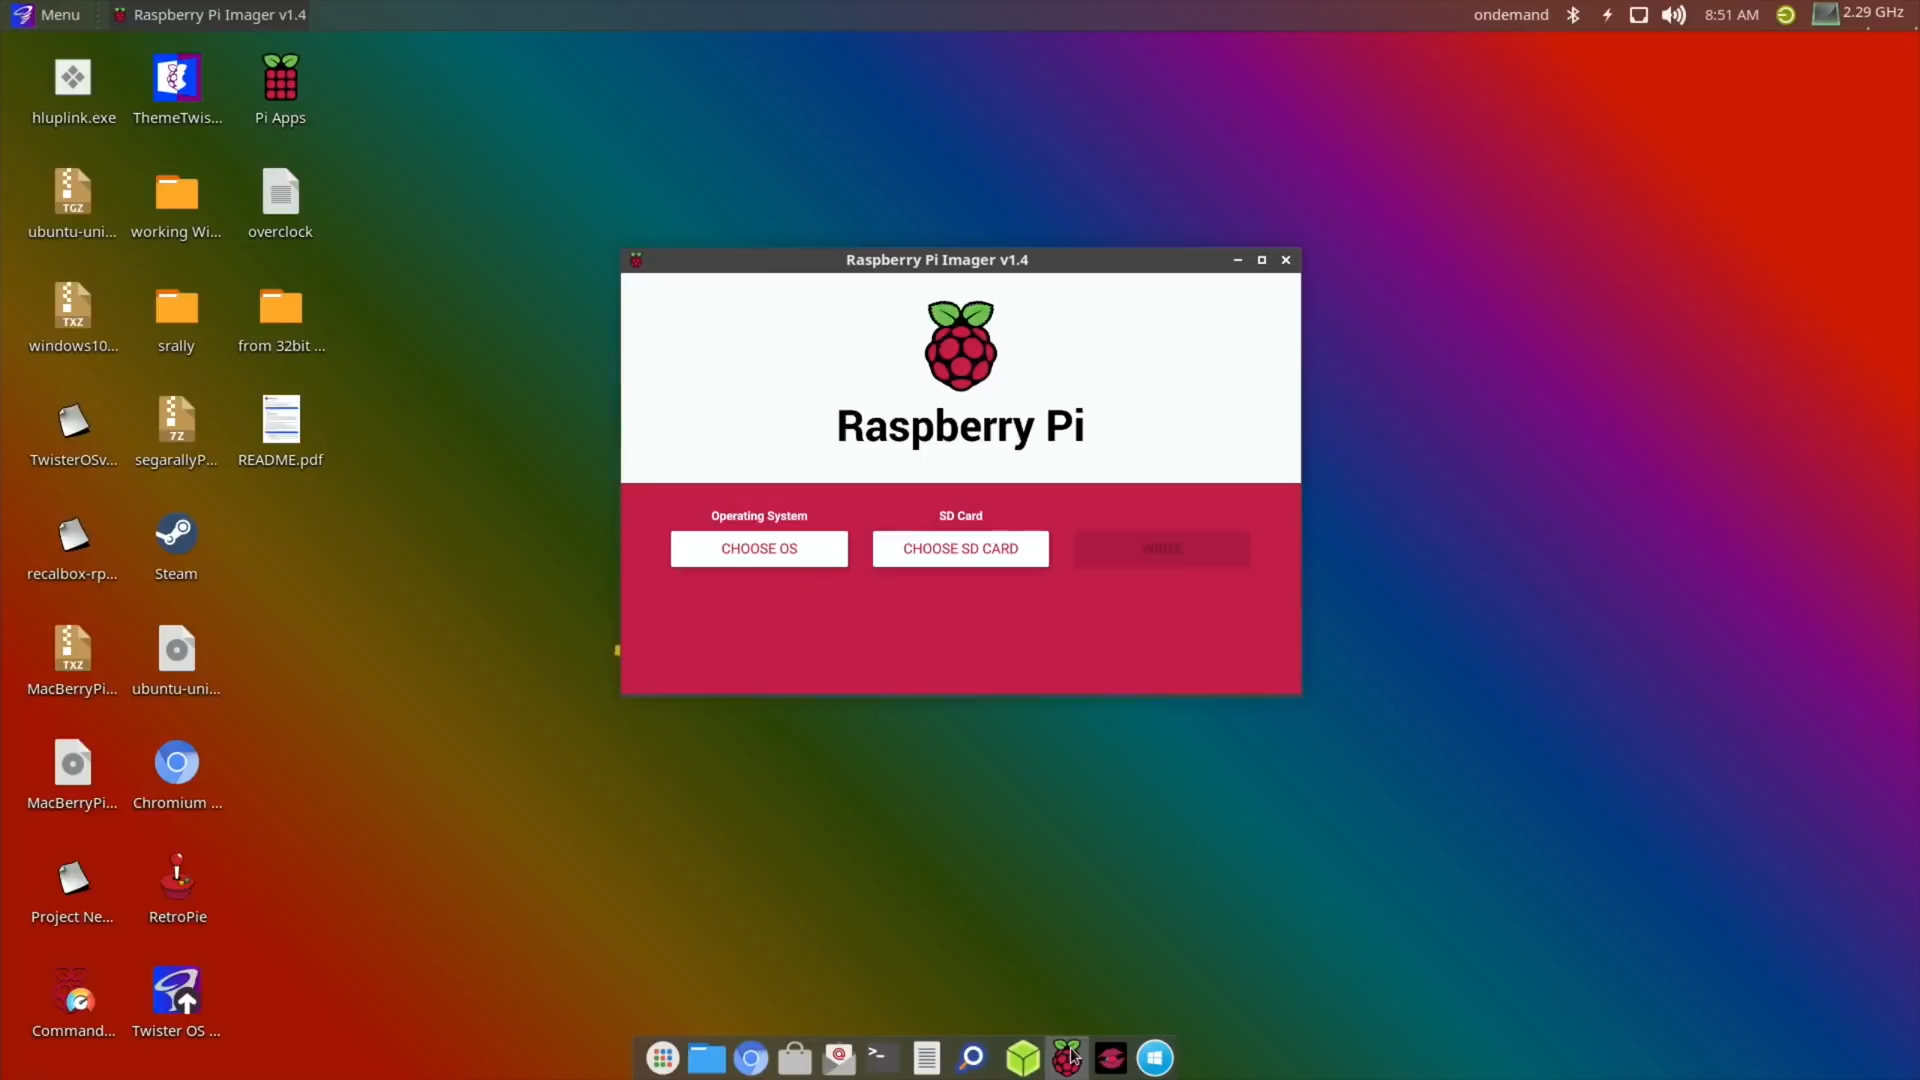 Menu
Raspberry Pi Imager v1.4
ondemand
8:51 AM
2.29 GHz
hluplink.exe
ThemeTwis...
Pi Apps
TGZ
ubuntu-uni...
working Wi...
overclock
TXZ
windows10...
srally
from 32bit ...
TwisterOSv...
7Z
segarallyP...
README.pdf
recalbox-rp...
Steam
TXZ
MacBerryPi...
ubuntu-uni...
MacBerryPi...
Chromium ...
Project Ne...
RetroPie
Command...
Twister OS ...
Raspberry Pi Imager v1.4
Raspberry Pi
Operating System
SD Card
CHOOSE OS
CHOOSE SD CARD
WRITE